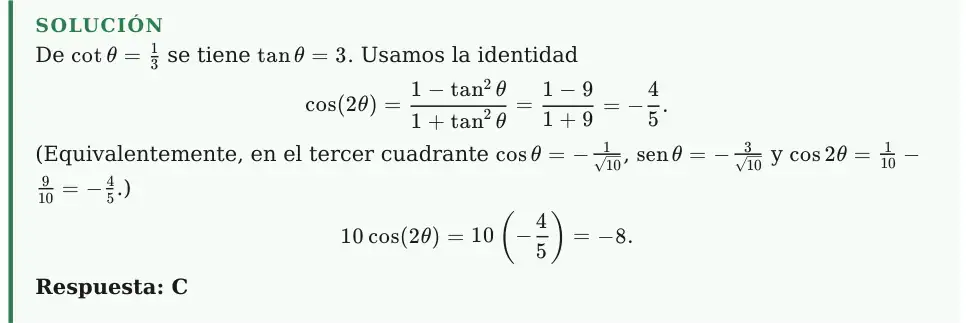 SOLUCIÓN
De cot θ = 1/3 se tiene tan θ = 3. Usamos la identidad
cos(2θ) = (1 − tan² θ)/(1 + tan² θ) = (1 − 9)/(1 + 9) = −4/5.
(Equivalentemente, en el tercer cuadrante cos θ = −1/√10, sen θ = −3/√10 y cos 2θ = 1/10 −
9/10 = −4/5.)
10 cos(2θ) = 10 (−4/5) = −8.
Respuesta: C